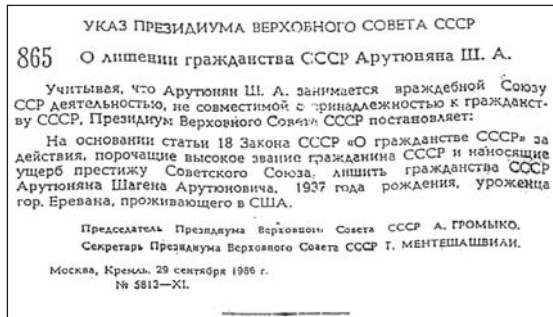 УКАЗ ПРЕЗИДИУМА ВЕРХОВНОГО СОВЕТА СССР
865 О лишении гражданства СССР Арутюняна Ш. А.
Учитывая, что Арутюнян Ш. А. занимается враждебной Союзу
ССР деятельностью, не совместимой с принадлежностью к гражданст-
ву СССР, Президиум Верховного Совета СССР постановляет:
На основании статьи 18 Закона СССР «О гражданстве СССР» за
действия, порочащие высокое звание гражданина СССР и наносящие
ущерб престижу Советского Союза, лишить гражданства СССР
Арутюняна Шагена Арутюновича, 1937 года рождения, уроженца
гор. Еревана, проживающего в США.
Председатель Президиума Верховного Совета СССР А. ГРОМЫКО.
Секретарь Президиума Верховного Совета СССР Т. МЕНТЕШАШВИЛИ.
Москва, Кремль. 29 сентября 1986 г.
№ 5813—XI.